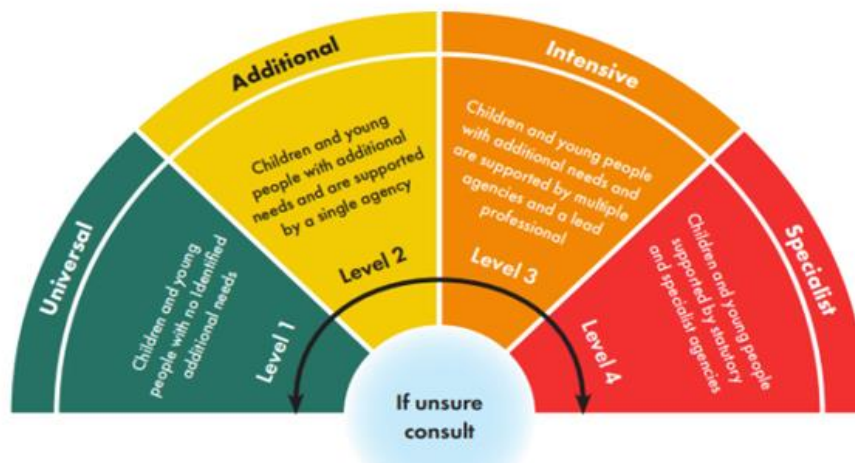 Universal
Children and young
people with no Identified
additional needs
Level 1
Additional
Children and young
people with additional
needs and are supported
by a single agency
Level 2
Intensive
Children and young people
with additional needs and
are supported by multiple
agencies and a lead
professional
Level 3
Specialist
Children and young people
supported by statutory
and specialist agencies
Level 4
If unsure
consult